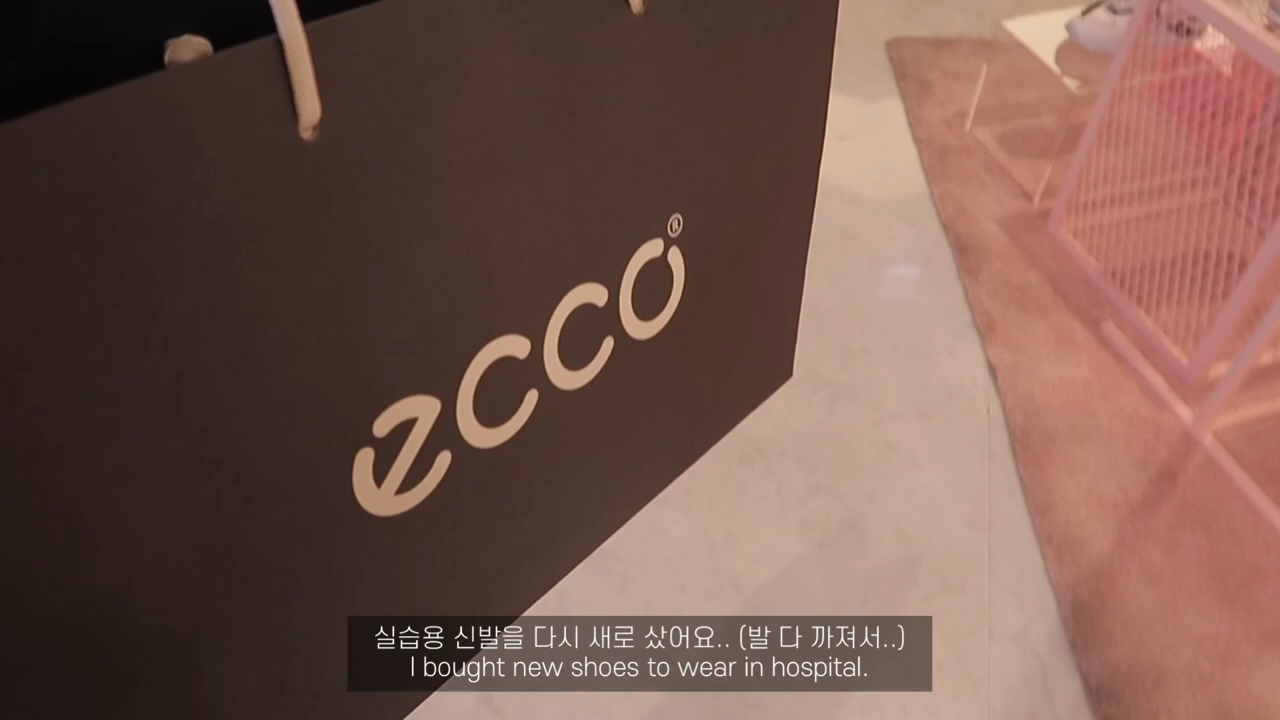 ecco®
실습용 신발을 다시 새로 샀어요.. (발 다 까져서..)
I bought new shoes to wear in hospital.